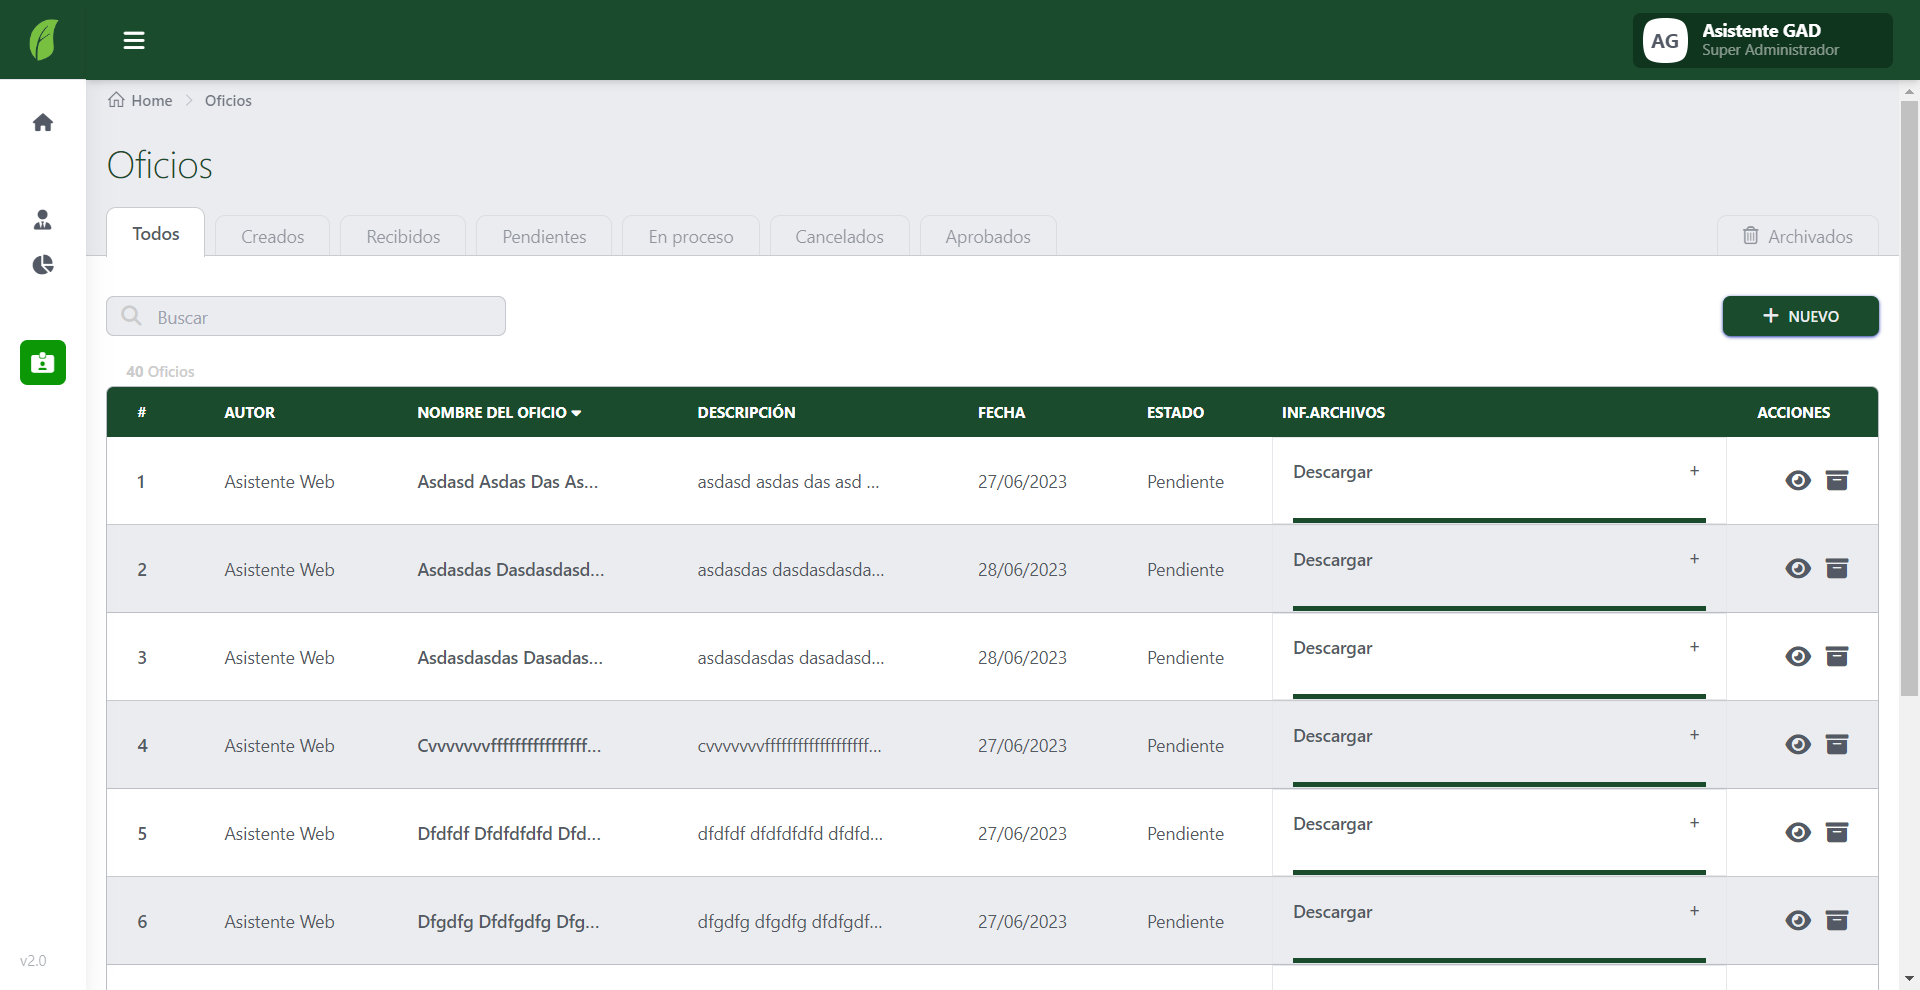 AG
Asistente GAD
Super Administrador
Home
Oficios
Oficios
Todos
Creados
Recibidos
Pendientes
En proceso
Cancelados
Aprobados
Archivados
Buscar
+ NUEVO
40 Oficios
# AUTOR NOMBRE DEL OFICIO DESCRIPCIÓN FECHA ESTADO INF.ARCHIVOS ACCIONES
1 Asistente Web Asdasd Asdas Das As... asdasd asdas das asd ... 27/06/2023 Pendiente Descargar +
2 Asistente Web Asdasdas Dasdasdasd... asdasdas dasdasdasda... 28/06/2023 Pendiente Descargar +
3 Asistente Web Asdasdasdas Dasadas... asdasdasdas dasadasd... 28/06/2023 Pendiente Descargar +
4 Asistente Web 27/06/2023 Pendiente Descargar +
5 Asistente Web Dfdfdf Dfdfdfdfd Dfd... dfdfdf dfdfdfdfd dfdfd... 27/06/2023 Pendiente Descargar +
6 Asistente Web Dfgdfg Dfdfgdfg Dfg... dfgdfg dfgdfg dfdfgdf... 27/06/2023 Pendiente Descargar +
v2.0